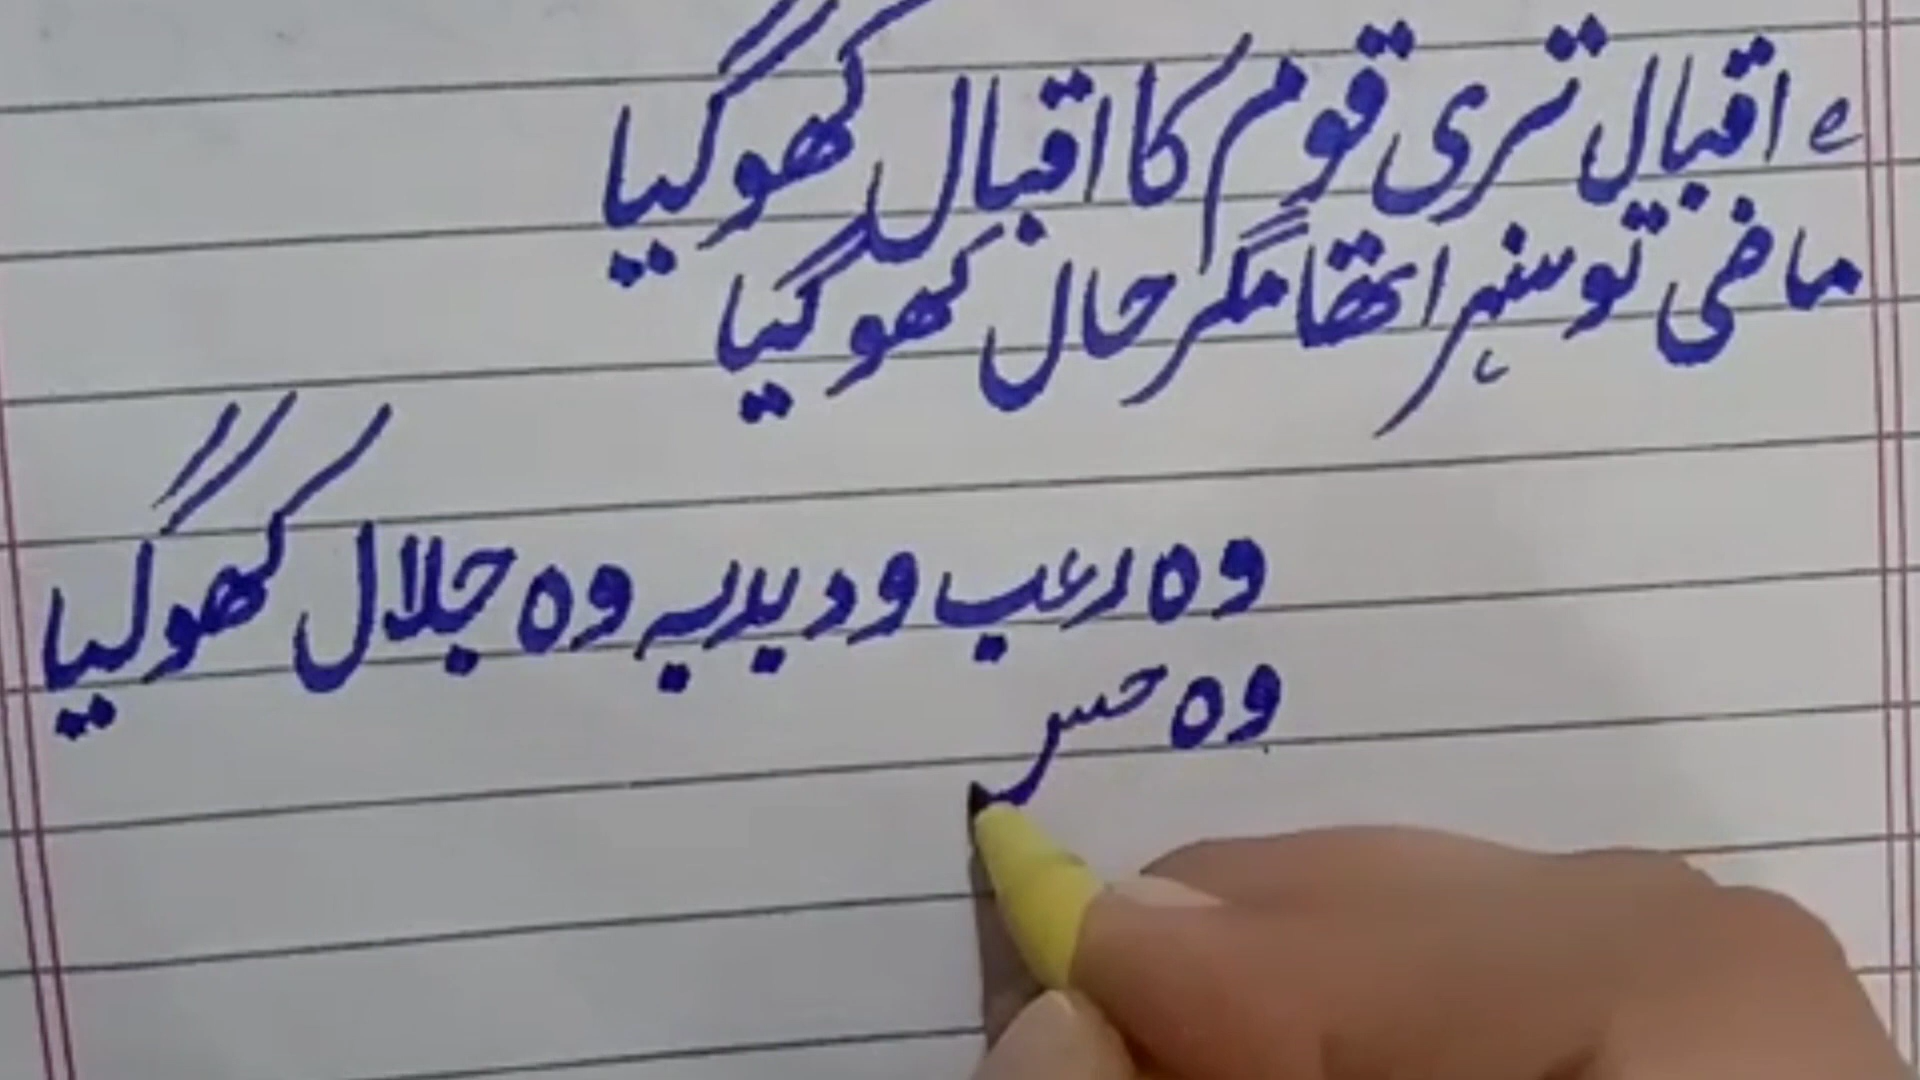 اقبال تری قوم کا اقبال کھو گیا
ماضی تو سنہرا تھا مگر حال کھو گیا
وہ رعب و دبدبہ وہ جلال کھو گیا
وہ حس